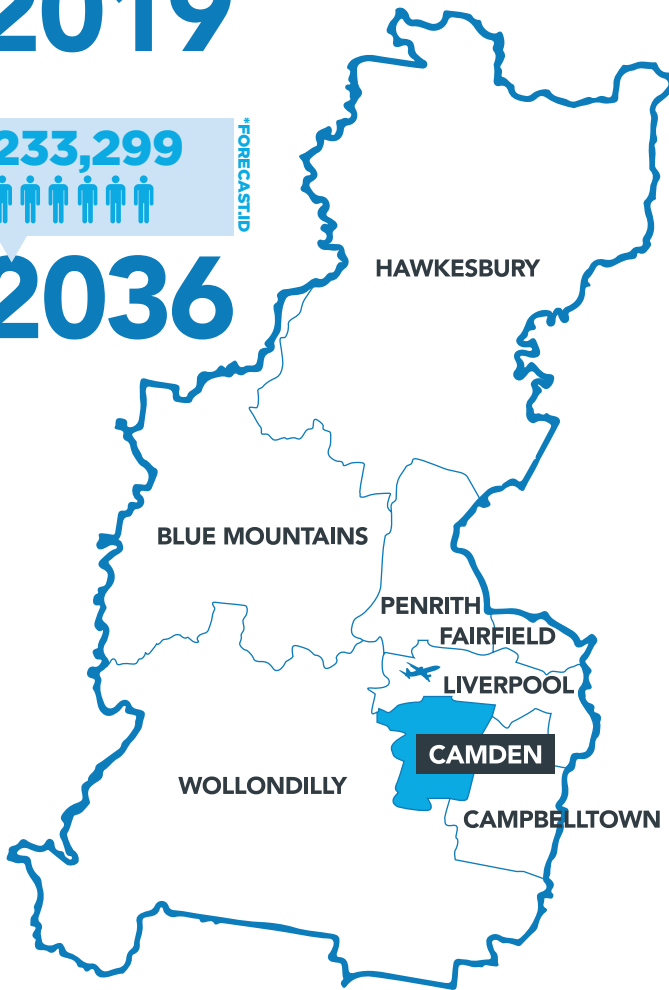 2019
233,299
*FORECAST.ID
2036
HAWKESBURY
BLUE MOUNTAINS
PENRITH
FAIRFIELD
LIVERPOOL
CAMDEN
WOLLONDILLY
CAMPBELLTOWN